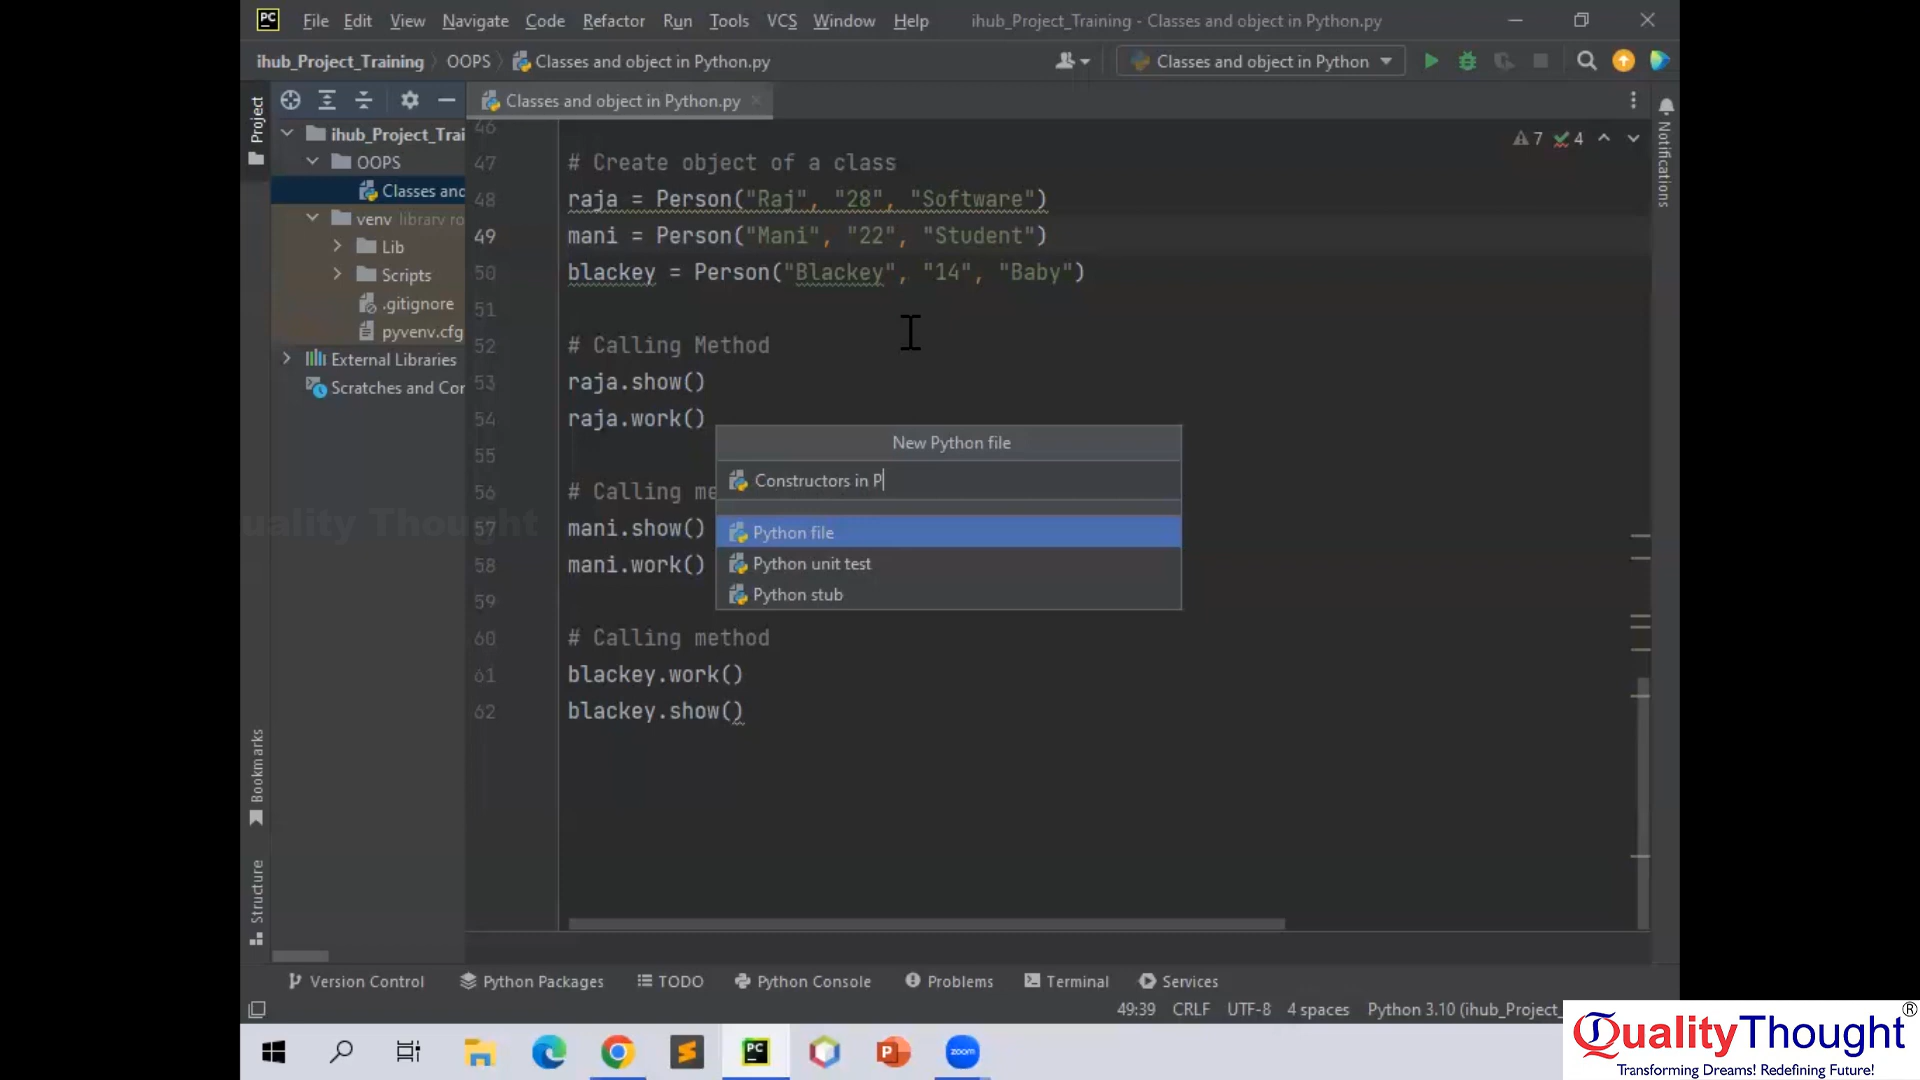 PC File Edit View Navigate Code Refactor Run Tools VCS Window Help ihub_Project_Training - Classes and object in Python.py
ihub_Project_Training OOPS Classes and object in Python.py Classes and object in Python
Project
Classes and object in Python.py
Notifications
ihub_Project_Trai
OOPS
Classes and
venv library ro
Lib
Scripts
.gitignore
pyvenv.cfg
External Libraries
Scratches and Cor
7 4
46
47 # Create object of a class
48 raja = Person("Raj", "28", "Software")
49 mani = Person("Mani", "22", "Student")
50 blackey = Person("Blackey", "14", "Baby")
51
52 # Calling Method
53 raja.show()
54 raja.work()
55
56 # Calling me
57 mani.show()
58 mani.work()
59
60 # Calling method
61 blackey.work()
62 blackey.show()
New Python file
Constructors in P
Python file
Python unit test
Python stub
uality Thought
Bookmarks
Structure
Version Control Python Packages TODO Python Console Problems Terminal Services
49:39 CRLF UTF-8 4 spaces Python 3.10 (ihub_Project_
PC P zoom
QualityThought®
Transforming Dreams! Redefining Future!